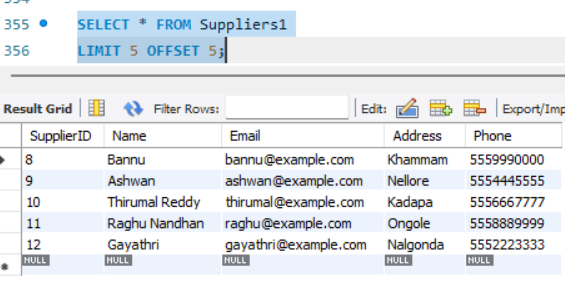 355 SELECT * FROM Suppliers1
356 LIMIT 5 OFFSET 5;
Result Grid Filter Rows: Edit: Export/Imp
SupplierID Name Email Address Phone
8 Bannu bannu@example.com Khammam 5559990000
9 Ashwan ashwan@example.com Nellore 5554445555
10 Thirumal Reddy thirumal@example.com Kadapa 5556667777
11 Raghu Nandhan raghu@example.com Ongole 5558889999
12 Gayathri gayathri@example.com Nalgonda 5552223333
NULL NULL NULL NULL NULL